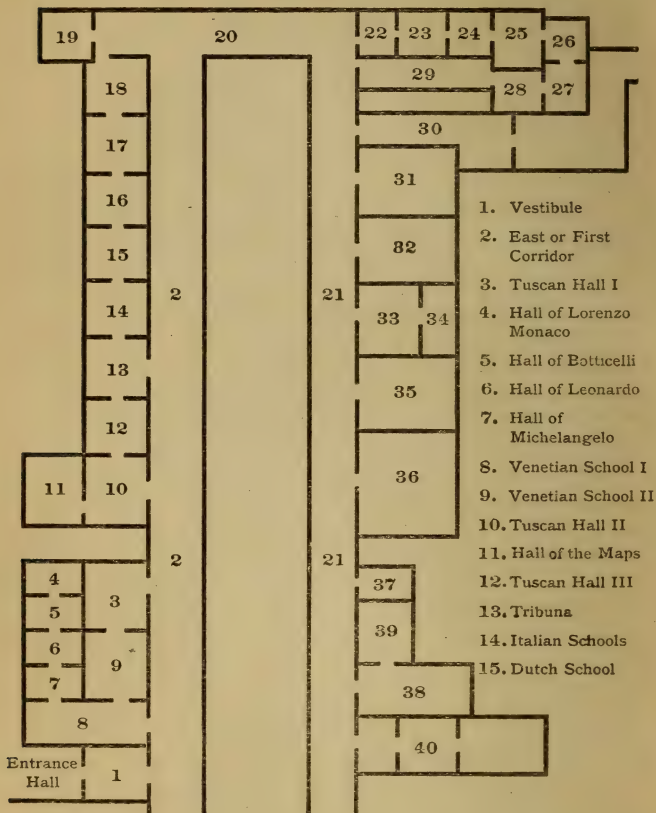 19
20
22 23 24 25 26
18
29
28 27
17
30
31
16
15
82
2
21
14
33 34
13
35
12
36
11 10
2
21
4
3
37
5
39
6
9
7
38
8
40
Entrance
Hall
1
1. Vestibule
2. East or First
Corridor
3. Tuscan Hall I
4. Hall of Lorenzo
Monaco
5. Hall of Botticelli
6. Hall of Leonardo
7. Hall of
Michelangelo
8. Venetian School I
9. Venetian School II
10. Tuscan Hall II
11. Hall of the Maps
12. Tuscan Hall III
13. Tribuna
14. Italian Schools
15. Dutch School